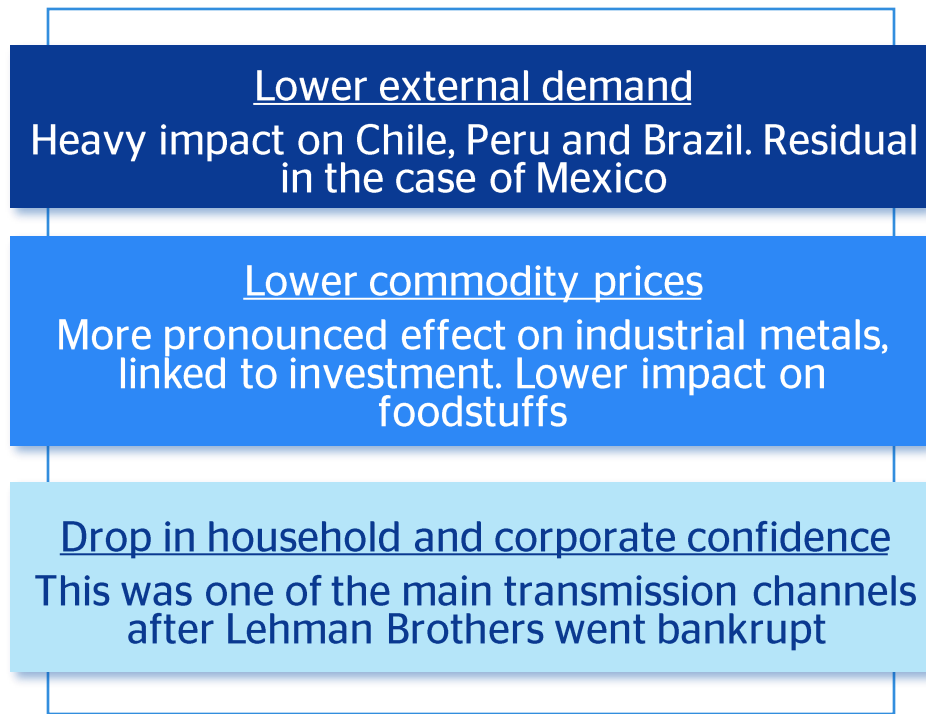 Lower external demand
Heavy impact on Chile, Peru and Brazil. Residual
in the case of Mexico
Lower commodity prices
More pronounced effect on industrial metals,
linked to investment. Lower impact on
foodstuffs
Drop in household and corporate confidence
This was one of the main transmission channels
after Lehman Brothers went bankrupt